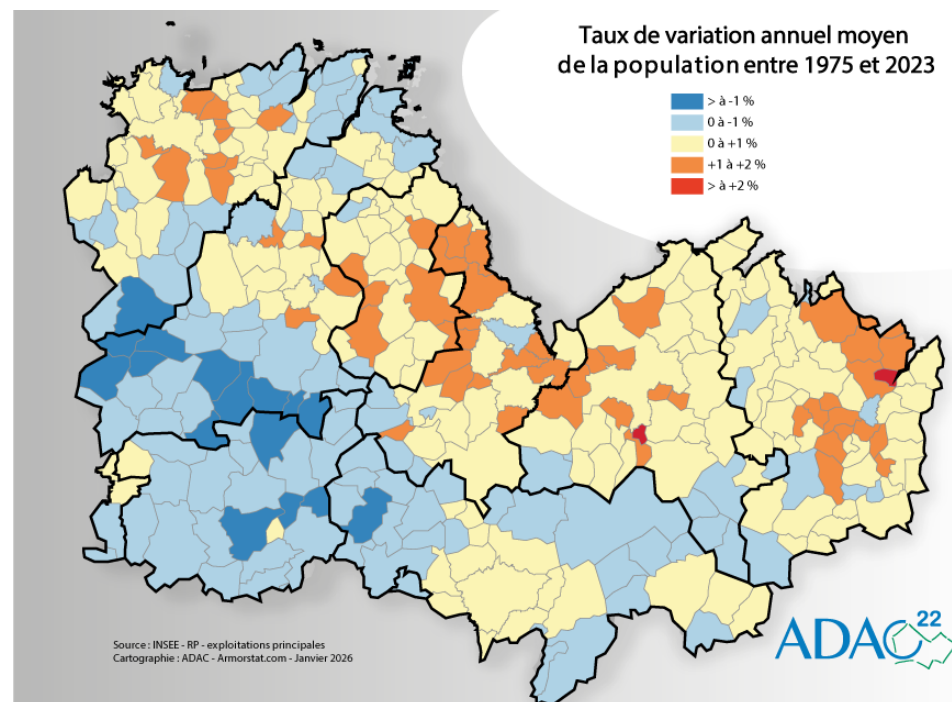 Taux de variation annuel moyen
de la population entre 1975 et 2023
> à -1 %
0 à -1 %
0 à +1 %
+1 à +2 %
> à +2 %
Source : INSEE - RP - exploitations principales
Cartographie : ADAC - Armorstat.com - Janvier 2026
ADAC 22